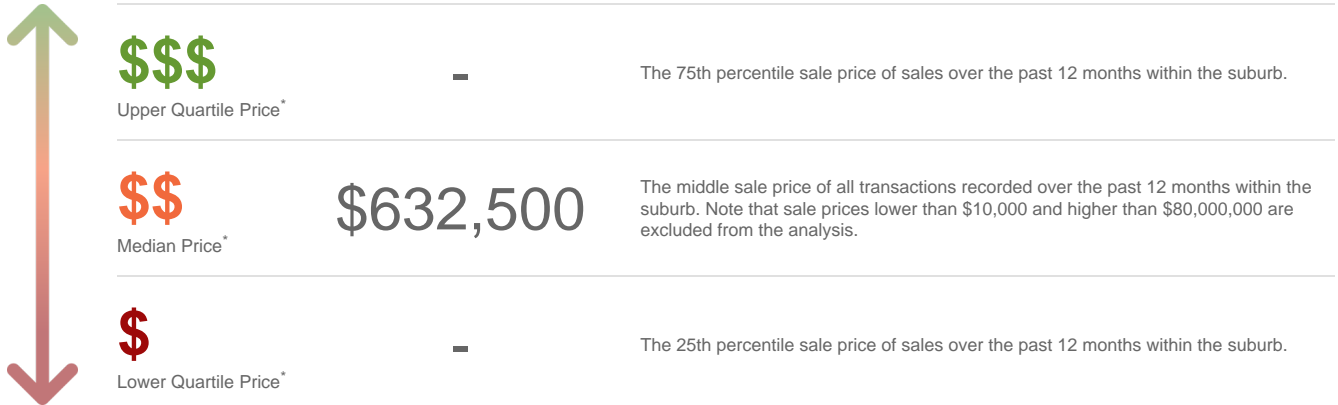 $$$
Upper Quartile Price*
-
The 75th percentile sale price of sales over the past 12 months within the suburb.
$$
Median Price*
$632,500
The middle sale price of all transactions recorded over the past 12 months within the
suburb. Note that sale prices lower than $10,000 and higher than $80,000,000 are
excluded from the analysis.
$
Lower Quartile Price*
-
The 25th percentile sale price of sales over the past 12 months within the suburb.